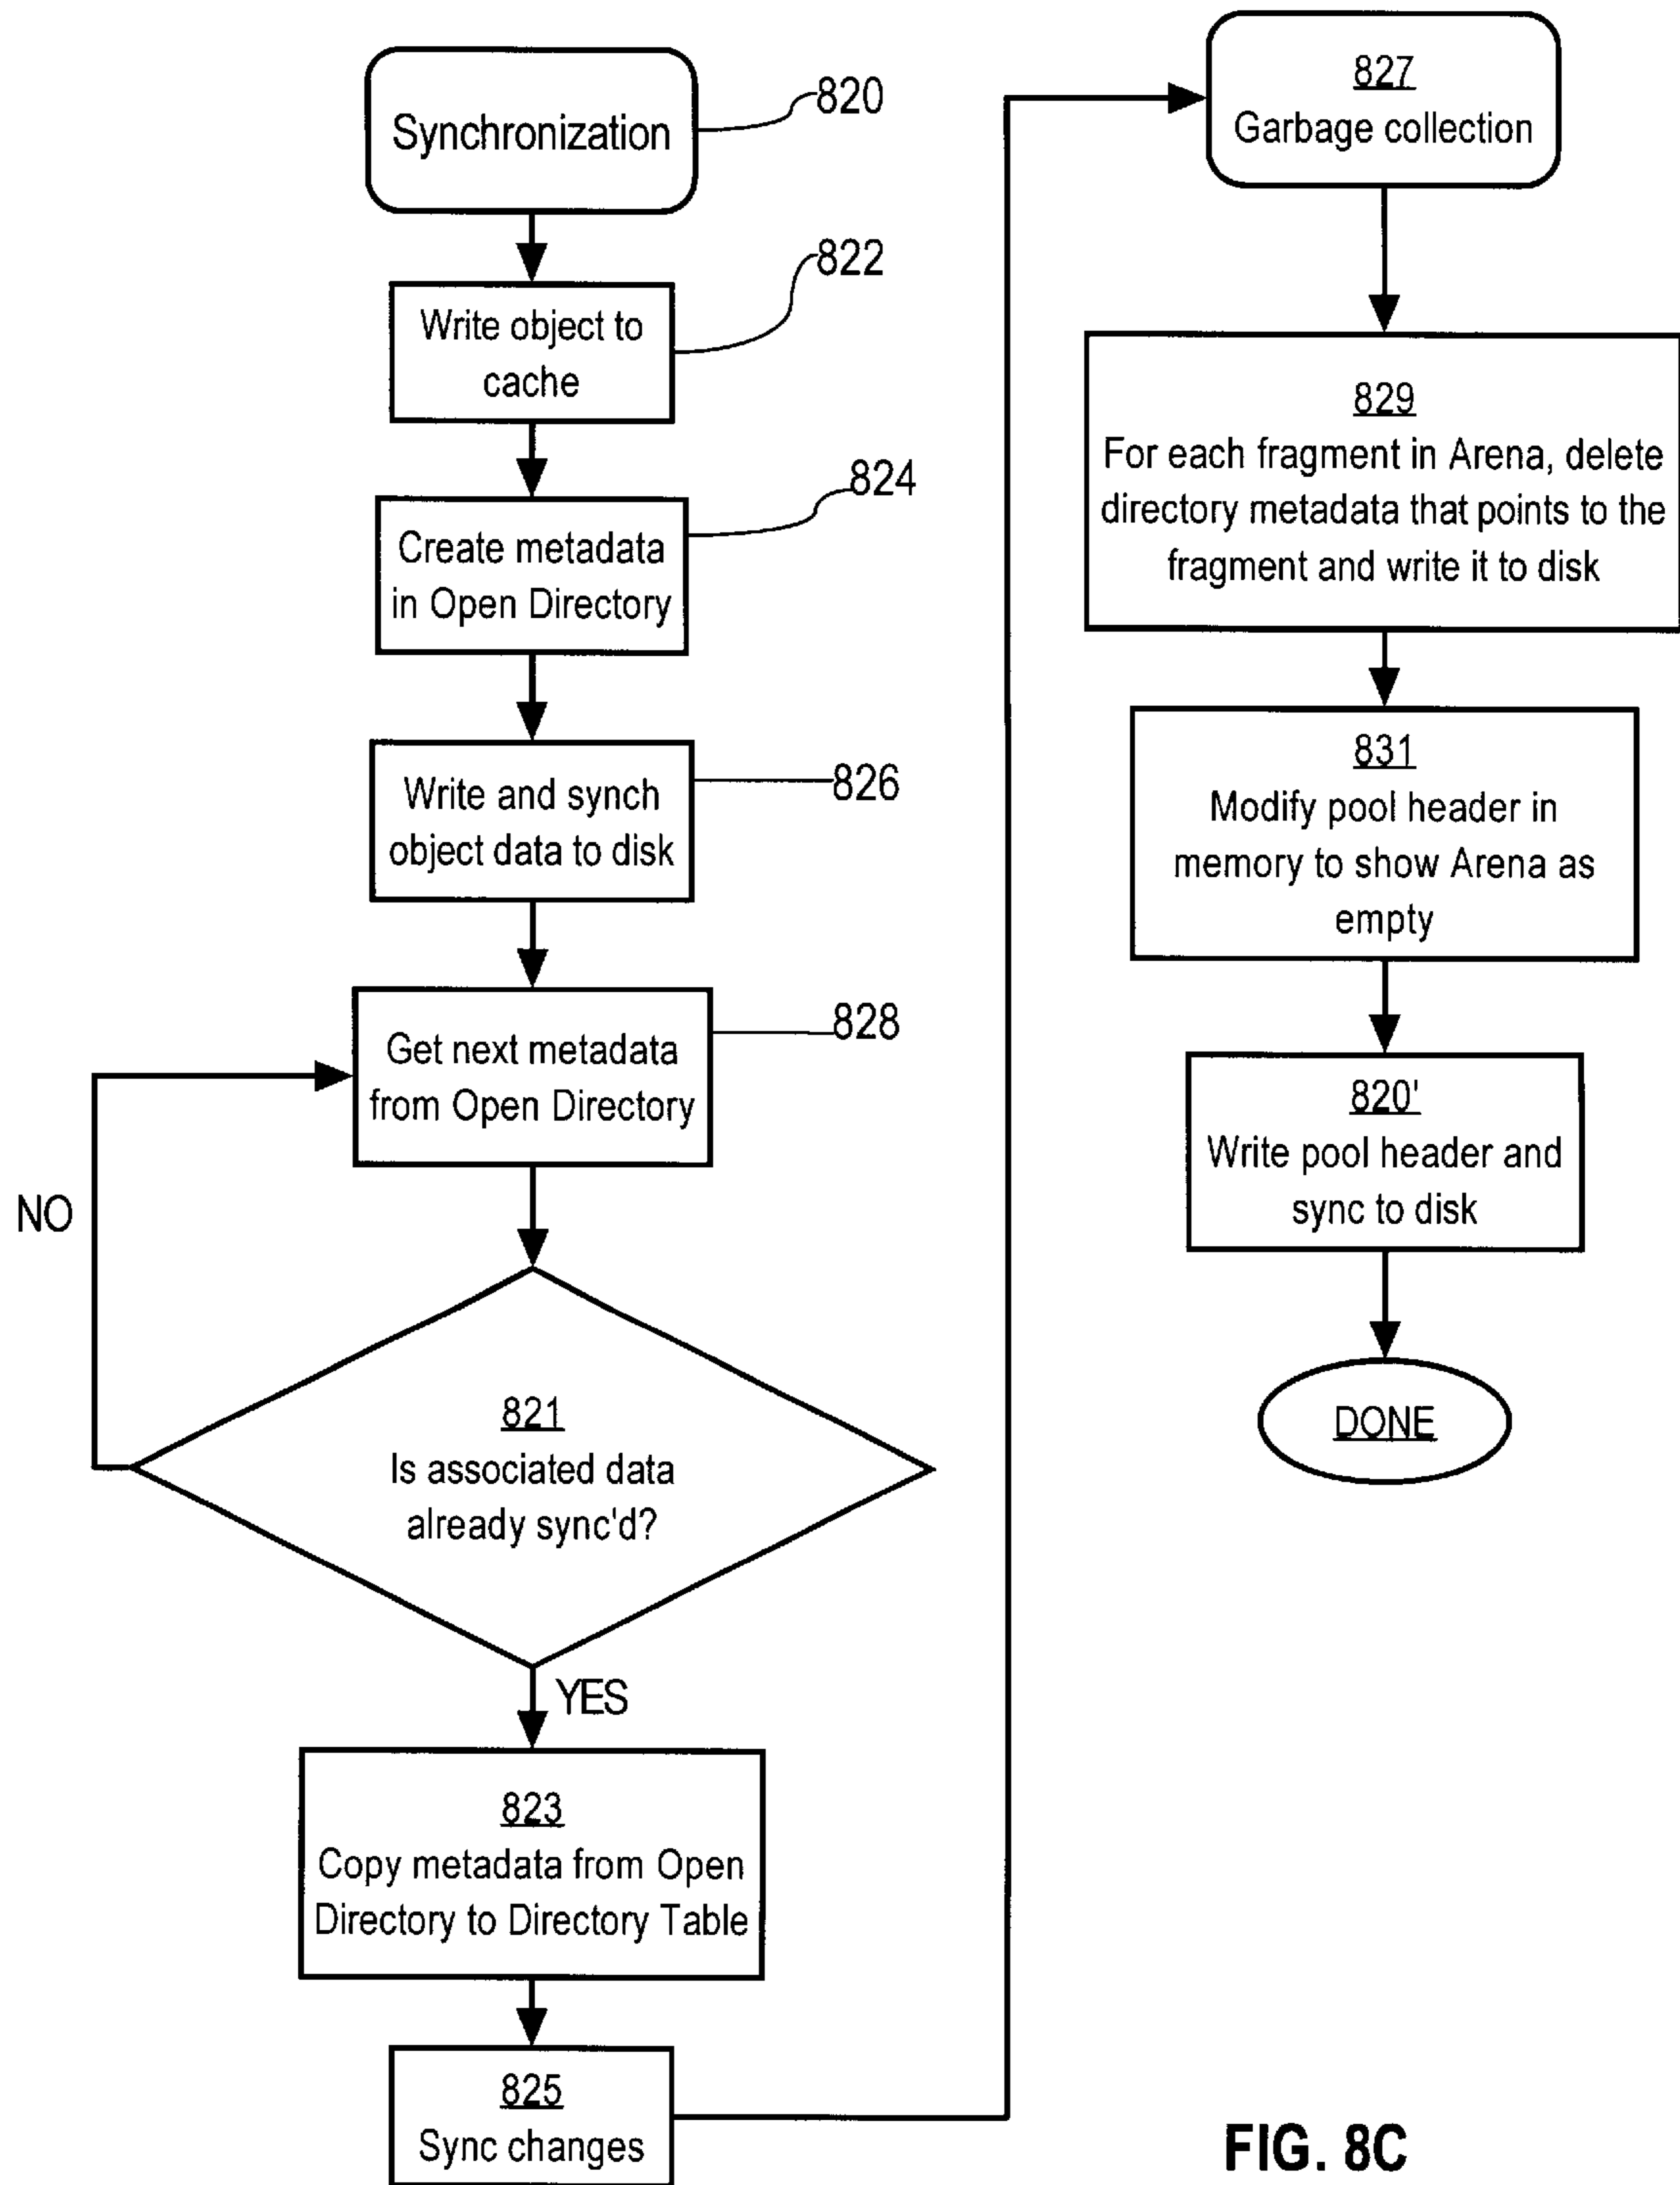 Synchronization
820
Write object to
cache
822
Create metadata
in Open Directory
824
Write and synch
object data to disk
826
Get next metadata
from Open Directory
828
NO
821
Is associated data
already sync'd?
YES
823
Copy metadata from Open
Directory to Directory Table
825
Sync changes
827
Garbage collection
829
For each fragment in Arena, delete
directory metadata that points to the
fragment and write it to disk
831
Modify pool header in
memory to show Arena as
empty
820'
Write pool header and
sync to disk
DONE
FIG. 8C